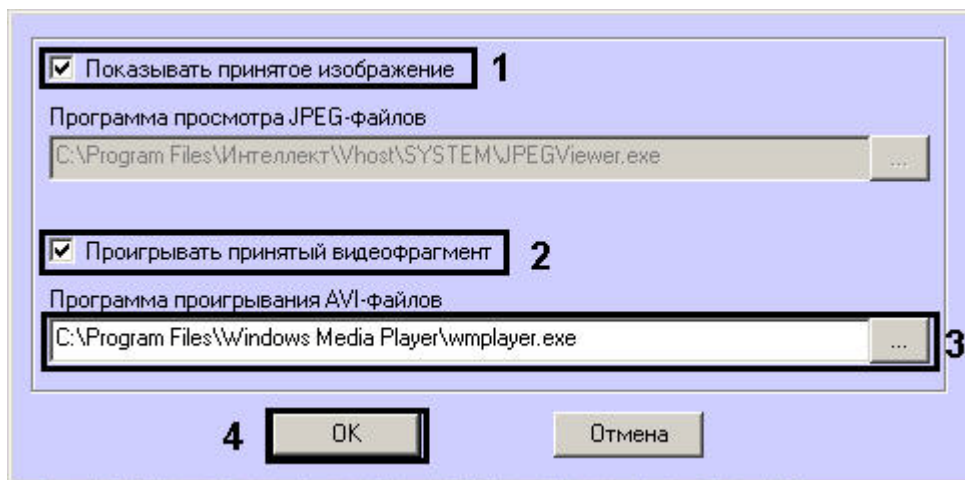 Показывать принятое изображение 1
Программа просмотра JPEG-файлов
C:\Program Files\Интеллект\Vhost\SYSTEM\JPEGViewer.exe ...
Проигрывать принятый видеофрагмент 2
Программа проигрывания AVI-файлов
C:\Program Files\Windows Media Player\wmplayer.exe ... 3
4 OK Отмена